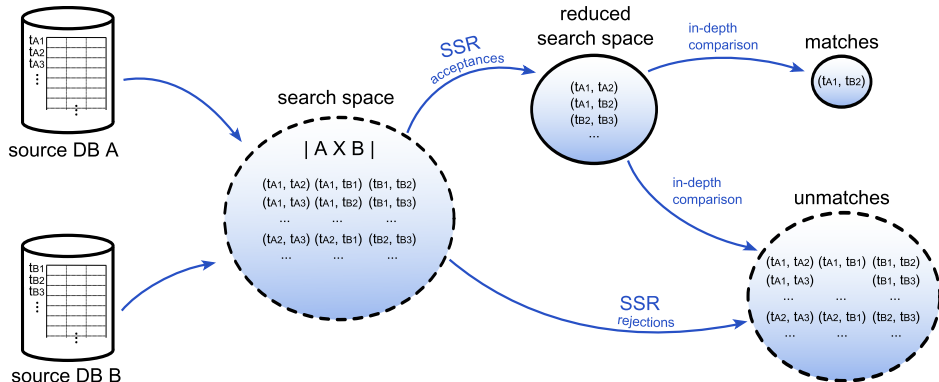 tA1
tA2
tA3
⋮
⋮
source DB A
tB1
tB2
tB3
⋮
⋮
source DB B
search space
| A X B |
(tA1, tA2) (tA1, tB1) (tB1, tB2)
(tA1, tA3) (tA1, tB2) (tB1, tB3)
... ... ...
(tA2, tA3) (tA2, tB1) (tB2, tB3)
... ... ...
SSR
acceptances
SSR
rejections
reduced
search space
(tA1, tA2)
(tA1, tB2)
(tB2, tB3)
...
in-depth
comparison
matches
(tA1, tB2)
in-depth
comparison
unmatches
(tA1, tA2) (tA1, tB1) (tB1, tB2)
(tA1, tA3) (tB1, tB3)
... ... ...
(tA2, tA3) (tA2, tB1) (tB2, tB3)
... ... ...